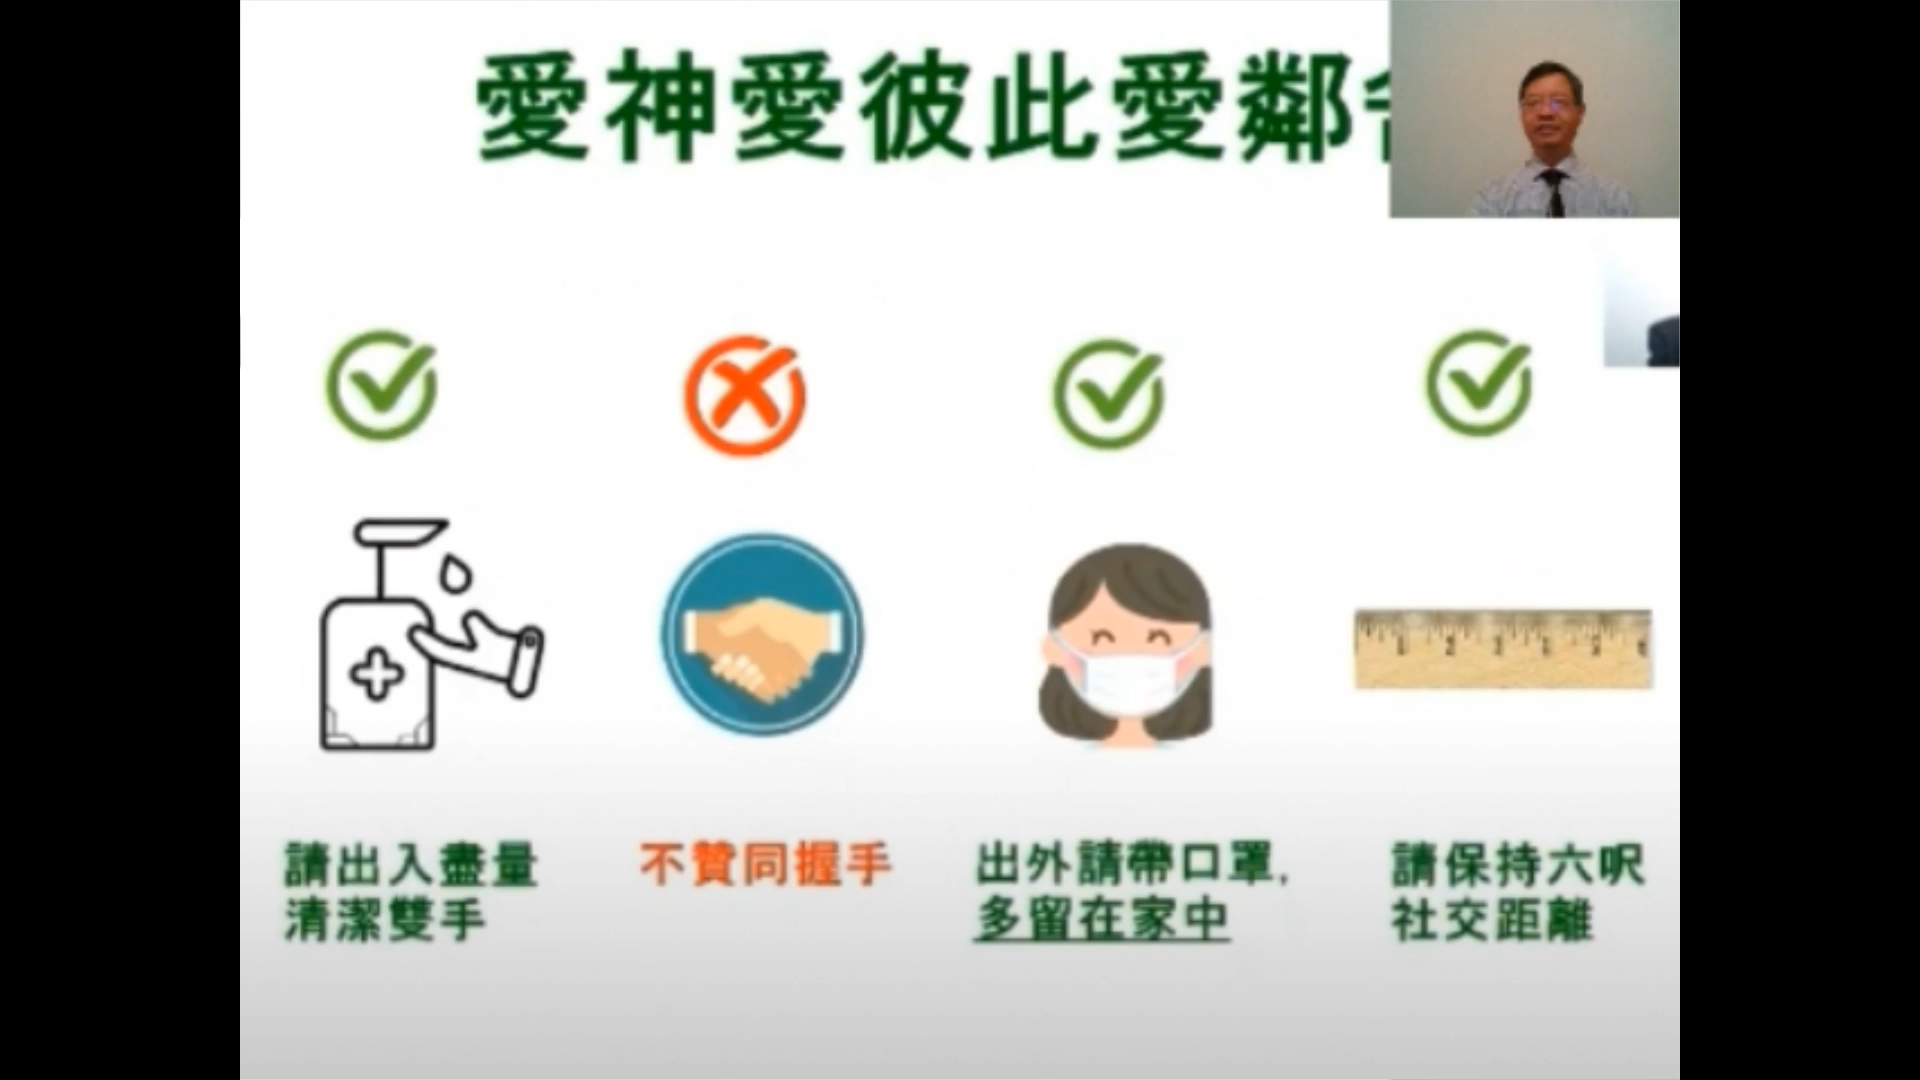 愛神愛彼此愛鄰
請出入盡量
清潔雙手
不贊同握手
出外請帶口罩,
多留在家中
請保持六呎
社交距離